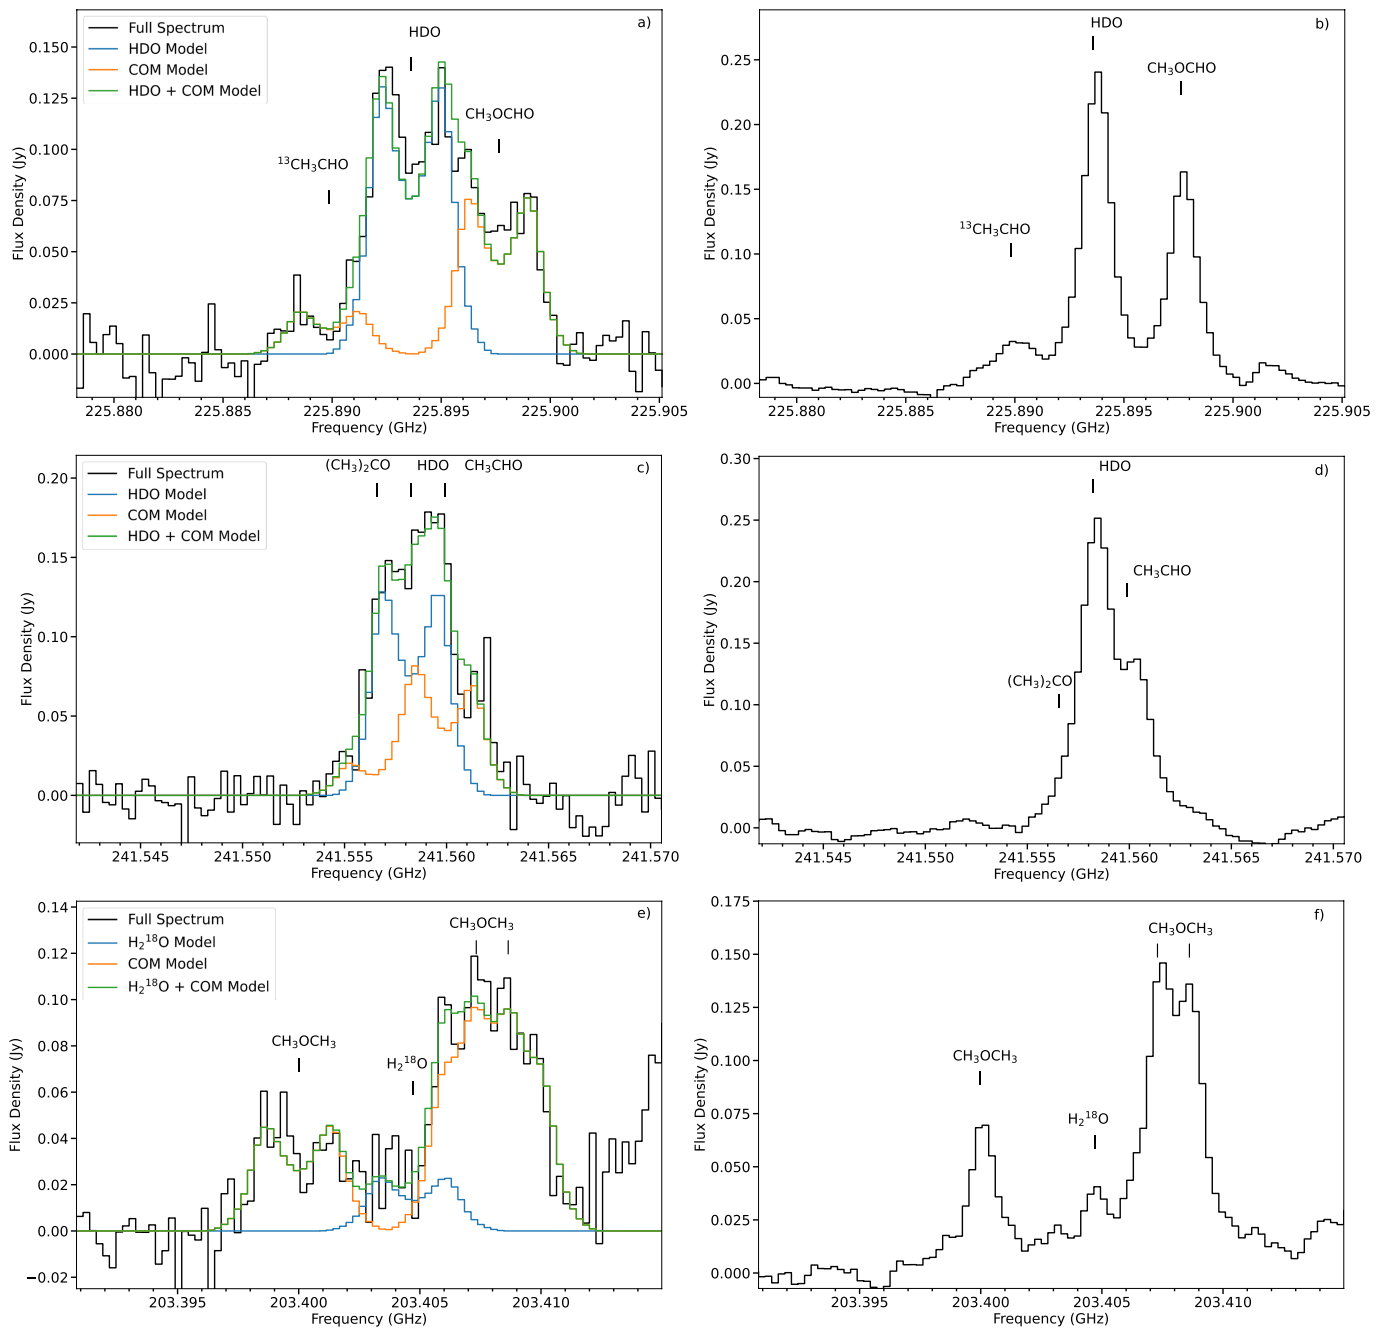 a)
Full Spectrum
HDO Model
COM Model
HDO + COM Model
HDO
CH₃OCHO
¹³CH₃CHO
0.150
0.125
0.100
0.075
0.050
0.025
0.000
Flux Density (Jy)
225.880 225.885 225.890 225.895 225.900 225.905
Frequency (GHz)
b)
HDO
CH₃OCHO
¹³CH₃CHO
0.25
0.20
0.15
0.10
0.05
0.00
Flux Density (Jy)
225.880 225.885 225.890 225.895 225.900 225.905
Frequency (GHz)
c)
Full Spectrum
HDO Model
COM Model
HDO + COM Model
(CH₃)₂CO HDO CH₃CHO
0.20
0.15
0.10
0.05
0.00
Flux Density (Jy)
241.545 241.550 241.555 241.560 241.565 241.570
Frequency (GHz)
d)
HDO
CH₃CHO
(CH₃)₂CO
0.30
0.25
0.20
0.15
0.10
0.05
0.00
Flux Density (Jy)
241.545 241.550 241.555 241.560 241.565 241.570
Frequency (GHz)
e)
Full Spectrum
H₂¹⁸O Model
COM Model
H₂¹⁸O + COM Model
CH₃OCH₃
CH₃OCH₃
H₂¹⁸O
0.14
0.12
0.10
0.08
0.06
0.04
0.02
0.00
−0.02
Flux Density (Jy)
203.395 203.400 203.405 203.410
Frequency (GHz)
f)
CH₃OCH₃
CH₃OCH₃
H₂¹⁸O
0.175
0.150
0.125
0.100
0.075
0.050
0.025
0.000
Flux Density (Jy)
203.395 203.400 203.405 203.410
Frequency (GHz)